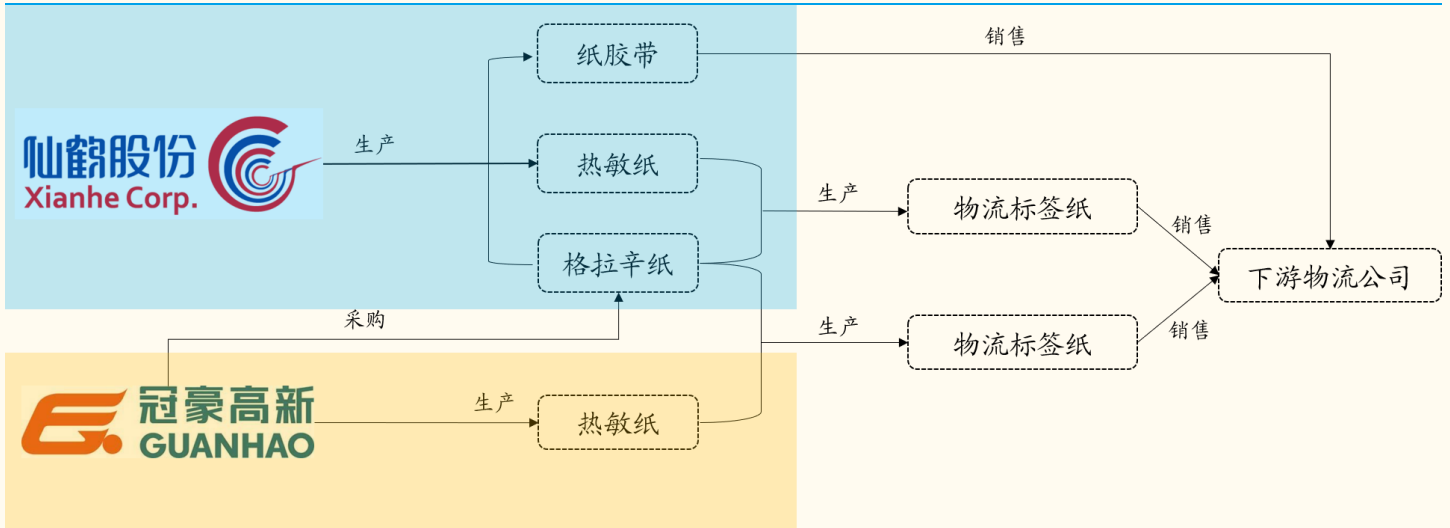 纸胶带
销售
仙鹤股份
Xianhe Corp.
生产
热敏纸
生产
物流标签纸
销售
格拉辛纸
下游物流公司
采购
生产
物流标签纸
销售
冠豪高新
GUANHAO
生产
热敏纸